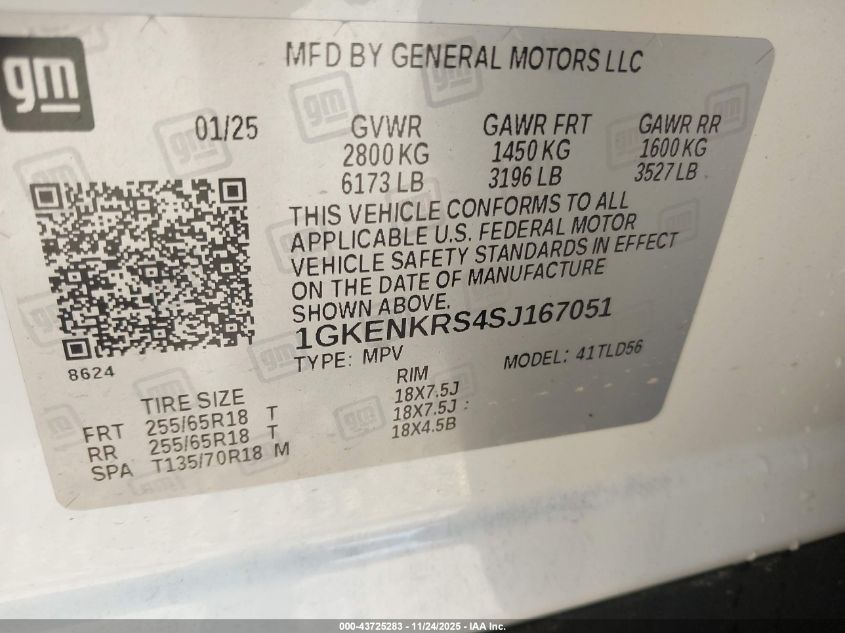 gm
MFD BY GENERAL MOTORS LLC
01/25 GVWR GAWR FRT GAWR RR
2800 KG 1450 KG 1600 KG
6173 LB 3196 LB 3527 LB
THIS VEHICLE CONFORMS TO ALL
APPLICABLE U.S. FEDERAL MOTOR
VEHICLE SAFETY STANDARDS IN EFFECT
ON THE DATE OF MANUFACTURE
SHOWN ABOVE.
1GKENKRS4SJ167051
TYPE: MPV MODEL: 41TLD56
8624
TIRE SIZE RIM
FRT 255/65R18 T 18X7.5J
RR 255/65R18 T 18X7.5J
SPA T135/70R18 M 18X4.5B
000-43725283 - 11/24/2025 - IAA Inc.